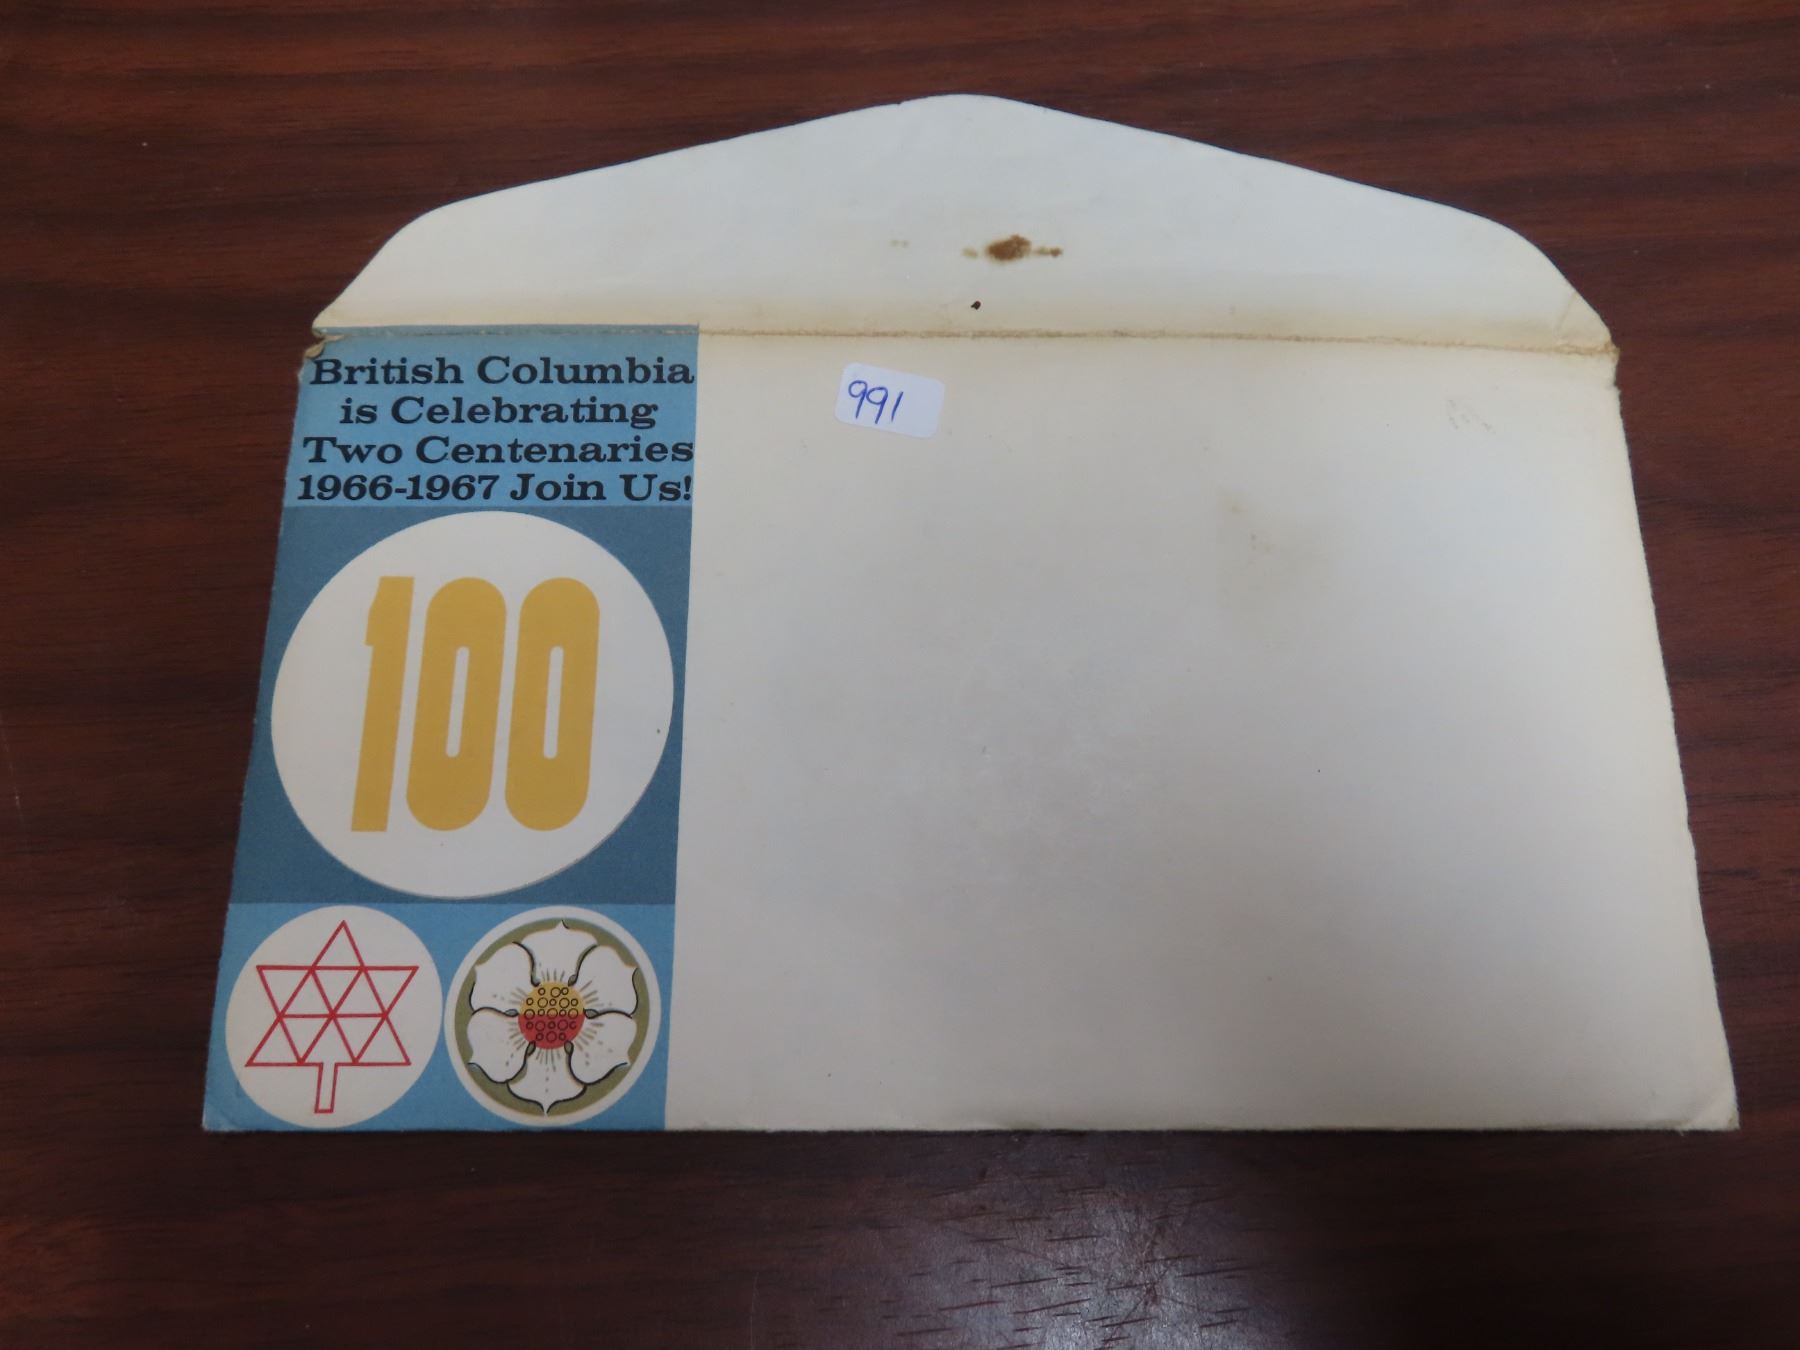 British Columbia
is Celebrating
Two Centenaries
1966-1967 Join Us!
991
100